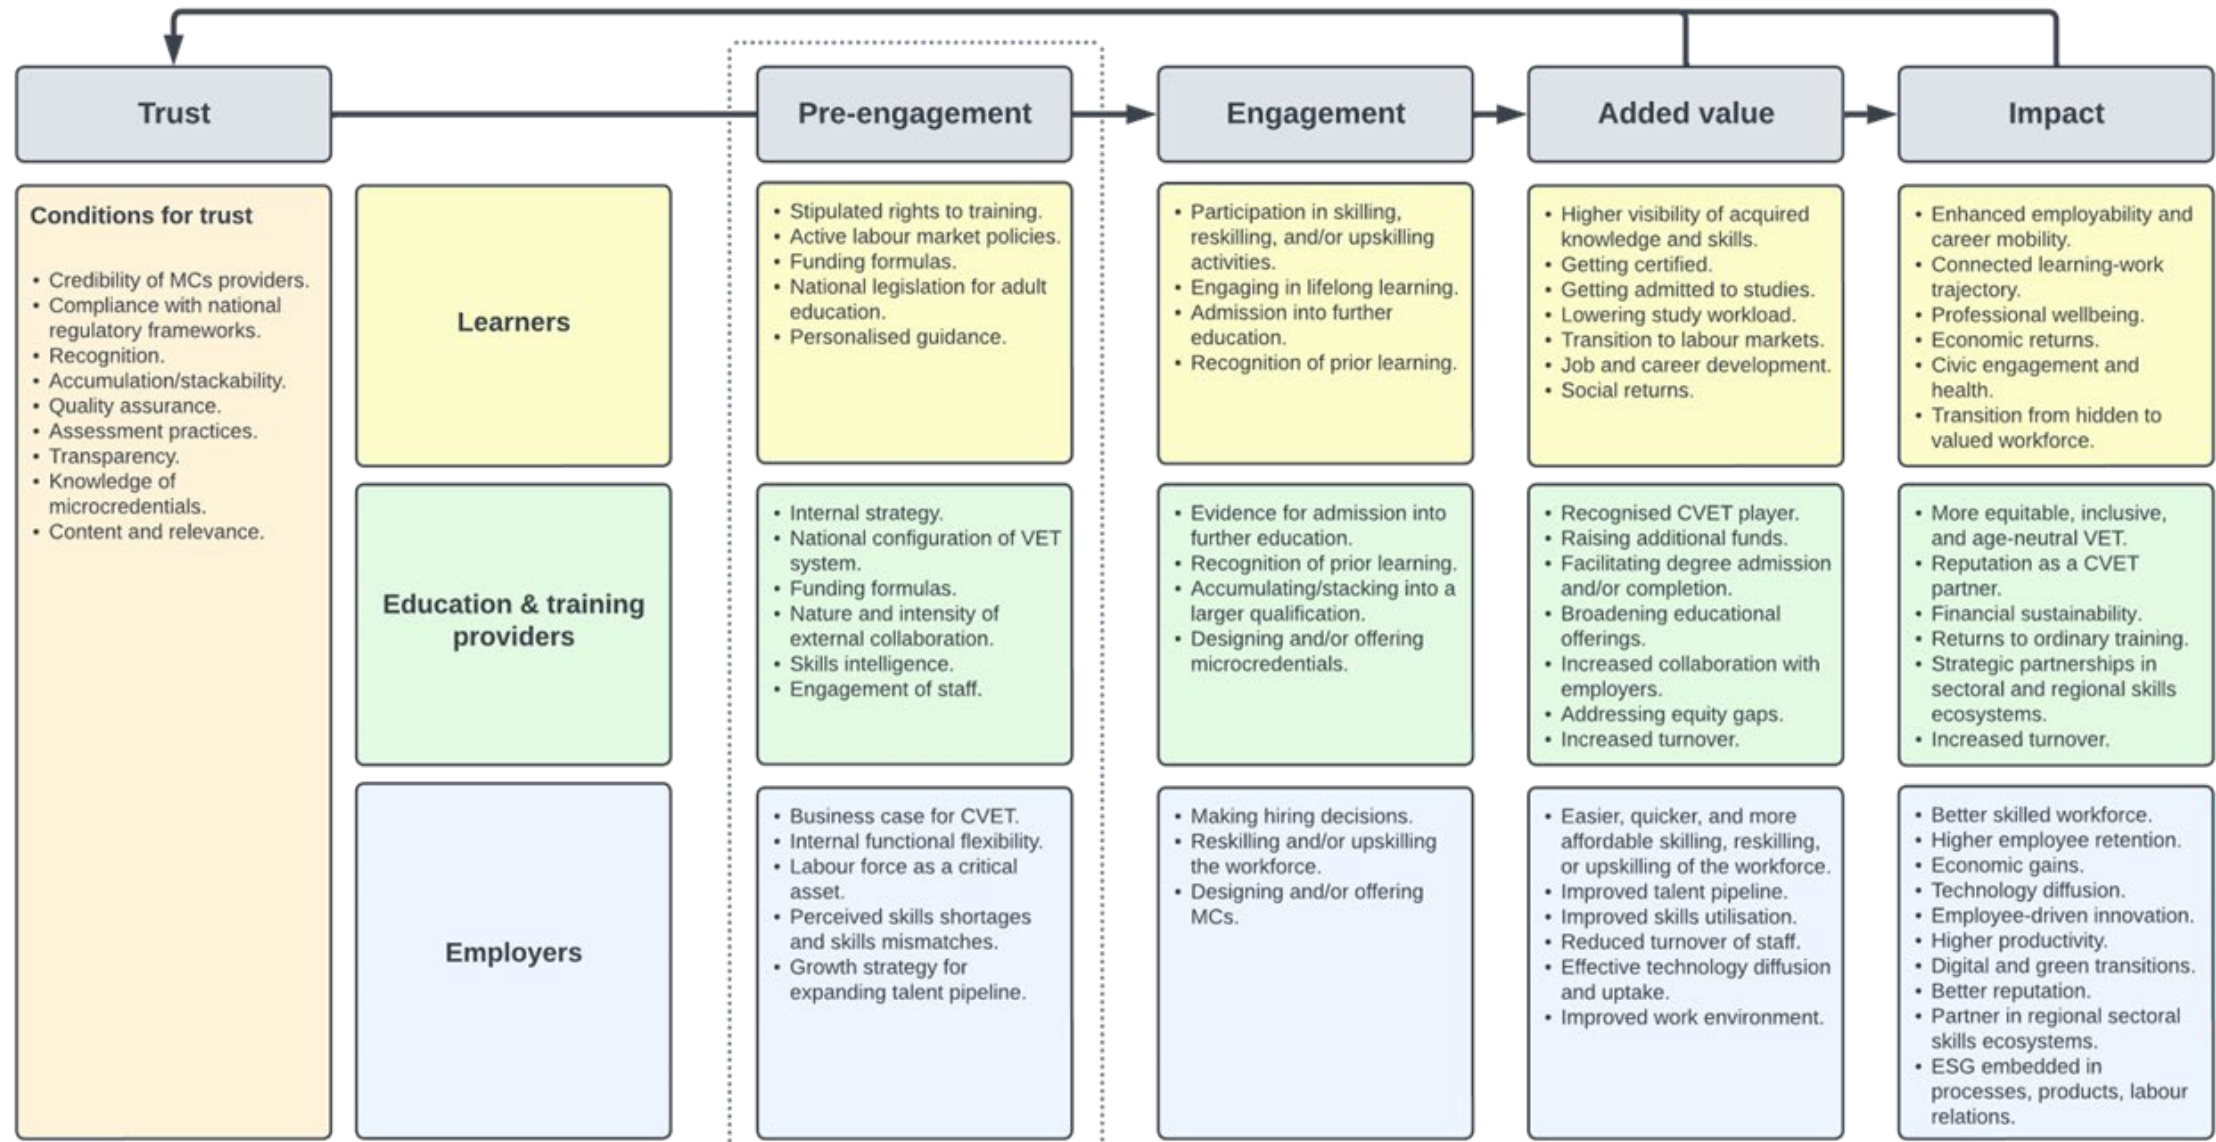 Trust
Pre-engagement
Engagement
Added value
Impact
Conditions for trust
• Credibility of MCs providers.
• Compliance with national
regulatory frameworks.
• Recognition.
• Accumulation/stackability.
• Quality assurance.
• Assessment practices.
• Transparency.
• Knowledge of
microcredentials.
• Content and relevance.
Learners
• Stipulated rights to training.
• Active labour market policies.
• Funding formulas.
• National legislation for adult
education.
• Personalised guidance.
• Participation in skilling,
reskilling, and/or upskilling
activities.
• Engaging in lifelong learning.
• Admission into further
education.
• Recognition of prior learning.
• Higher visibility of acquired
knowledge and skills.
• Getting certified.
• Getting admitted to studies.
• Lowering study workload.
• Transition to labour markets.
• Job and career development.
• Social returns.
• Enhanced employability and
career mobility.
• Connected learning-work
trajectory.
• Professional wellbeing.
• Economic returns.
• Civic engagement and
health.
• Transition from hidden to
valued workforce.
Education & training
providers
• Internal strategy.
• National configuration of VET
system.
• Funding formulas.
• Nature and intensity of
external collaboration.
• Skills intelligence.
• Engagement of staff.
• Evidence for admission into
further education.
• Recognition of prior learning.
• Accumulating/stacking into a
larger qualification.
• Designing and/or offering
microcredentials.
• Recognised CVET player.
• Raising additional funds.
• Facilitating degree admission
and/or completion.
• Broadening educational
offerings.
• Increased collaboration with
employers.
• Addressing equity gaps.
• Increased turnover.
• More equitable, inclusive,
and age-neutral VET.
• Reputation as a CVET
partner.
• Financial sustainability.
• Returns to ordinary training.
• Strategic partnerships in
sectoral and regional skills
ecosystems.
• Increased turnover.
Employers
• Business case for CVET.
• Internal functional flexibility.
• Labour force as a critical
asset.
• Perceived skills shortages
and skills mismatches.
• Growth strategy for
expanding talent pipeline.
• Making hiring decisions.
• Reskilling and/or upskilling
the workforce.
• Designing and/or offering
MCs.
• Easier, quicker, and more
affordable skilling, reskilling,
or upskilling of the workforce.
• Improved talent pipeline.
• Improved skills utilisation.
• Reduced turnover of staff.
• Effective technology diffusion
and uptake.
• Improved work environment.
• Better skilled workforce.
• Higher employee retention.
• Economic gains.
• Technology diffusion.
• Employee-driven innovation.
• Higher productivity.
• Digital and green transitions.
• Better reputation.
• Partner in regional sectoral
skills ecosystems.
• ESG embedded in
processes, products, labour
relations.